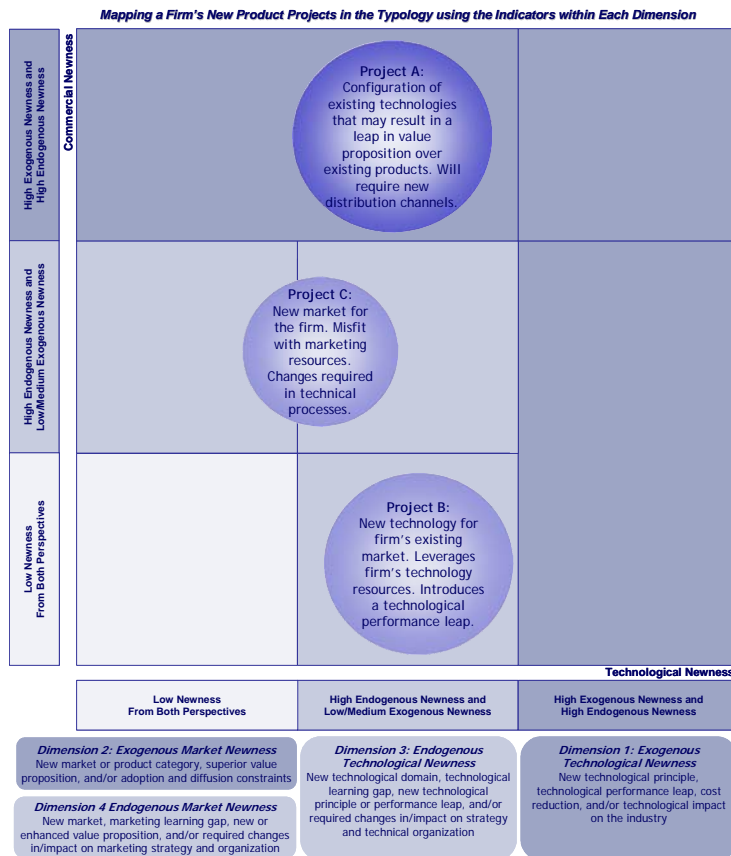 Mapping a Firm's New Product Projects in the Typology using the Indicators within Each Dimension
High Exogenous Newness and
High Endogenous Newness
Commercial Newness
Project A:
Configuration of
existing technologies
that may result in a
leap in value
proposition over
existing products. Will
require new
distribution channels.
High Endogenous Newness and
Low/Medium Exogenous Newness
Project C:
New market for
the firm. Misfit
with marketing
resources.
Changes required
in technical
processes.
Low Newness
From Both Perspectives
Project B:
New technology for
firm's existing
market. Leverages
firm's technology
resources. Introduces
a technological
performance leap.
Technological Newness
Low Newness
From Both Perspectives
High Endogenous Newness and
Low/Medium Exogenous Newness
High Exogenous Newness and
High Endogenous Newness
Dimension 2: Exogenous Market Newness
New market or product category, superior value
proposition, and/or adoption and diffusion constraints
Dimension 4 Endogenous Market Newness
New market, marketing learning gap, new or
enhanced value proposition, and/or required changes
in/impact on marketing strategy and organization
Dimension 3: Endogenous
Technological Newness
New technological domain, technological
learning gap, new technological
principle or performance leap, and/or
required changes in/impact on strategy
and technical organization
Dimension 1: Exogenous
Technological Newness
New technological principle,
technological performance leap, cost
reduction, and/or technological impact
on the industry